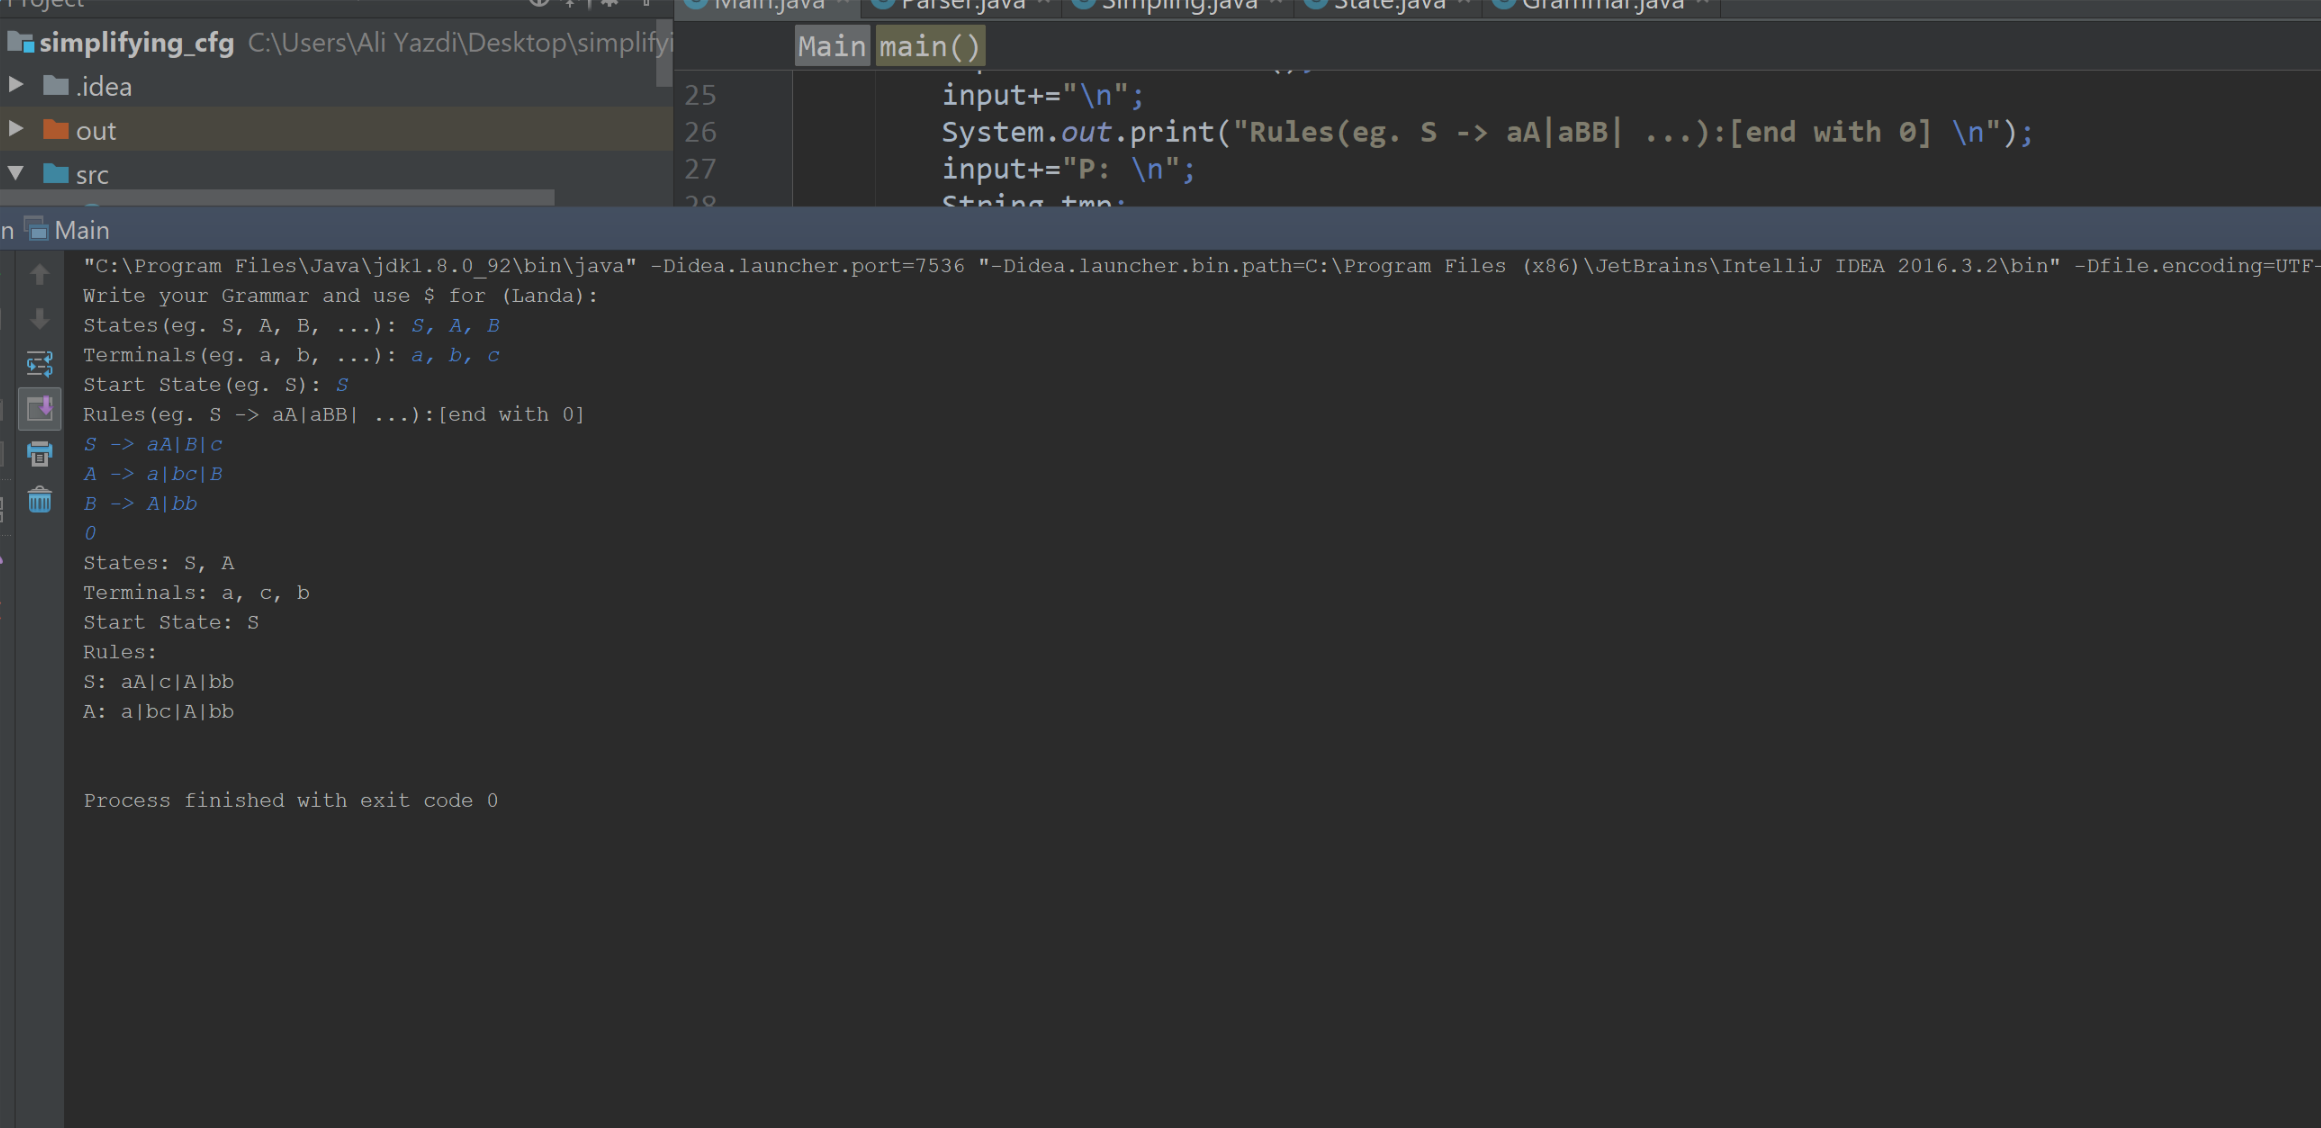 Project
Main.java Parser.java Simpling.java State.java Grammar.java
simplifying_cfg C:\Users\Ali Yazdi\Desktop\simplifyi
Main main()
.idea
25 input+="\n";
out
26 System.out.print("Rules(eg. S -> aA|aBB| ...):[end with 0] \n");
27 input+="P: \n";
src
28 String tmp;
n Main
"C:\Program Files\Java\jdk1.8.0_92\bin\java" -Didea.launcher.port=7536 "-Didea.launcher.bin.path=C:\Program Files (x86)\JetBrains\IntelliJ IDEA 2016.3.2\bin" -Dfile.encoding=UTF-
Write your Grammar and use $ for (Landa):
States(eg. S, A, B, ...): S, A, B
Terminals(eg. a, b, ...): a, b, c
Start State(eg. S): S
Rules(eg. S -> aA|aBB| ...):[end with 0]
S -> aA|B|c
A -> a|bc|B
B -> A|bb
0
States: S, A
Terminals: a, c, b
Start State: S
Rules:
S: aA|c|A|bb
A: a|bc|A|bb
Process finished with exit code 0